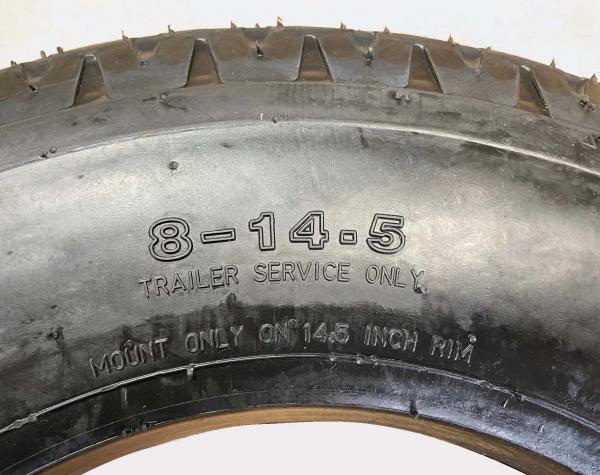 8-14.5
TRAILER SERVICE ONLY.
MOUNT ONLY ON 14.5 INCH RIM